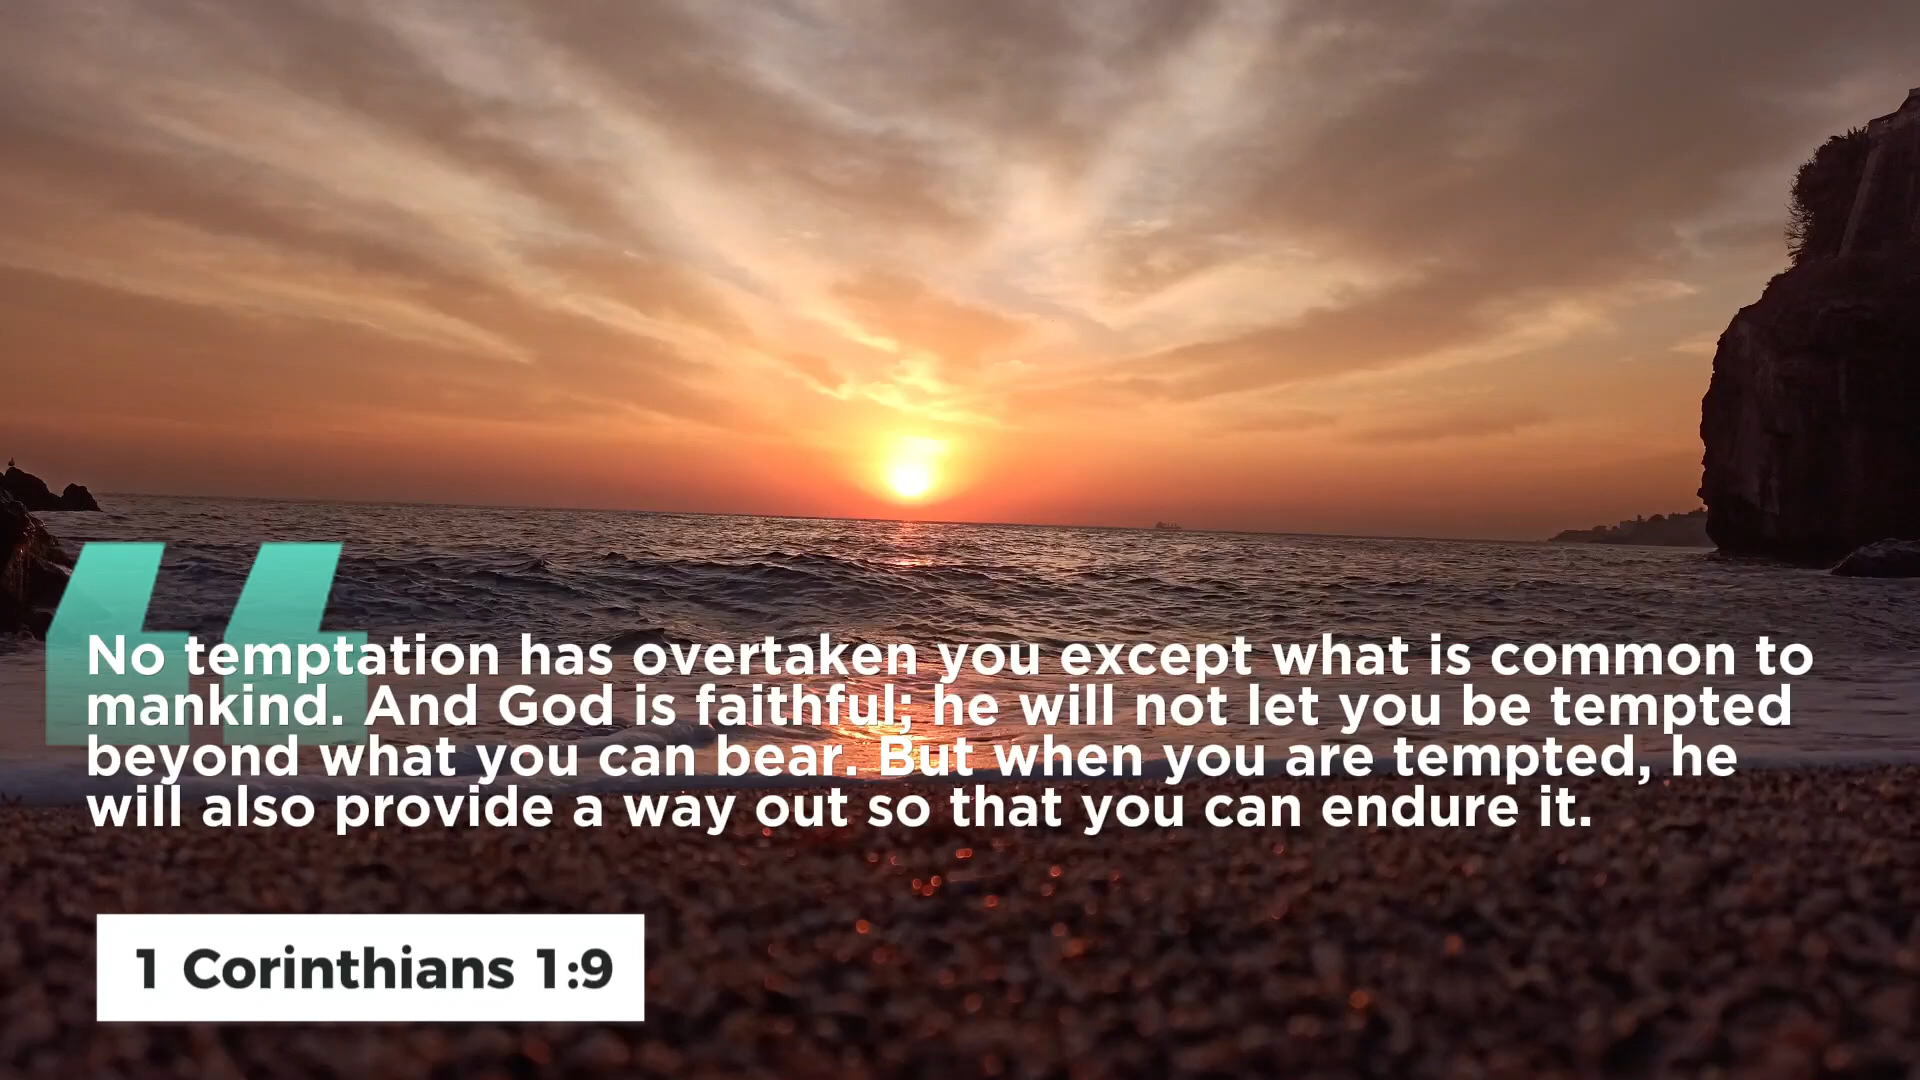 No temptation has overtaken you except what is common to
mankind. And God is faithful; he will not let you be tempted
beyond what you can bear. But when you are tempted, he
will also provide a way out so that you can endure it.
1 Corinthians 1:9